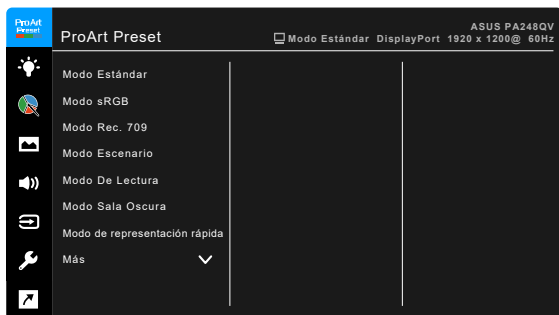 ProArt
Preset
ProArt Preset
ASUS PA248QV
Modo Estándar DisplayPort 1920 x 1200@ 60Hz
Modo Estándar
Modo sRGB
Modo Rec. 709
Modo Escenario
Modo De Lectura
Modo Sala Oscura
Modo de representación rápida
Más